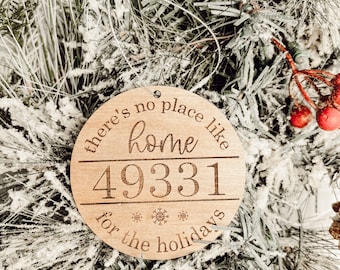 there's no place like
home
49331
for the holidays